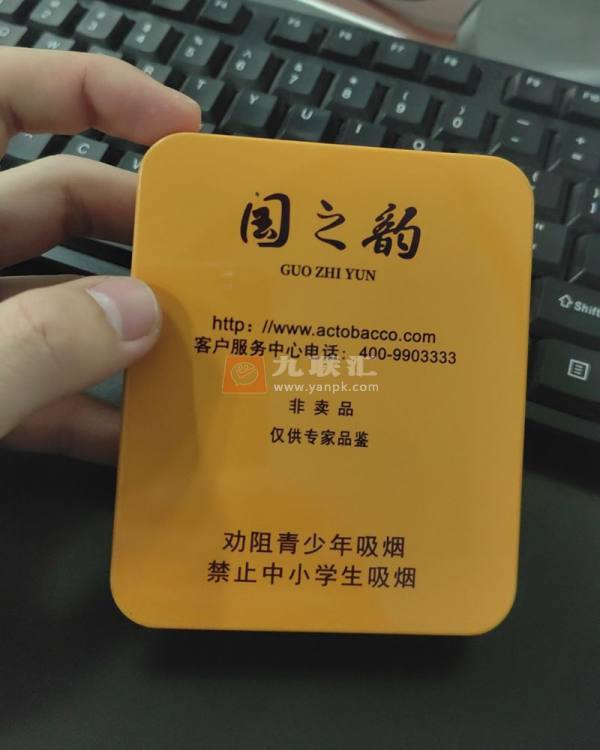 国之韵
GUO ZHI YUN
http: //www.actobacco.com
客户服务中心电话: 400-9903333
九联汇
www.yanpk.com
非卖品
仅供专家品鉴
劝阻青少年吸烟
禁止中小学生吸烟
Shift